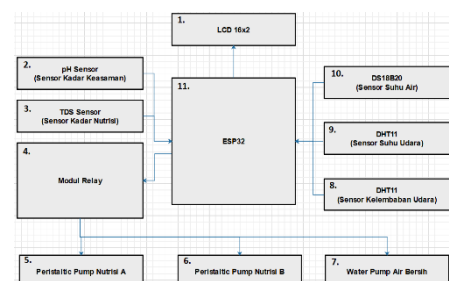 1.
LCD 16x2
2.
pH Sensor
(Sensor Kadar Keasaman)
3.
TDS Sensor
(Sensor Kadar Nutrisi)
4.
Modul Relay
11.
ESP32
10.
DS18B20
(Sensor Suhu Air)
9.
DHT11
(Sensor Suhu Udara)
8.
DHT11
(Sensor Kelembaban Udara)
5.
Peristaltic Pump Nutrisi A
6.
Peristaltic Pump Nutrisi B
7.
Water Pump Air Bersih